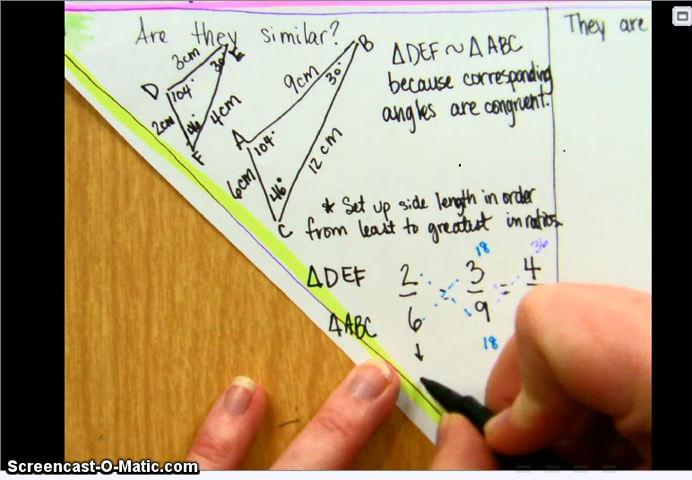 Are they similar?
They are
3cm
E
30°
D
104°
2cm
46°
4cm
F
B
30°
9cm
A
104°
6cm
46°
12 cm
C
ΔDEF ~ ΔABC
because corresponding
angles are congruent.
* Set up side length in order
from least to greatest in ratios.
18
36
ΔDEF 2 = 3 = 4
ΔABC 6 9
18
Screencast-O-Matic.com